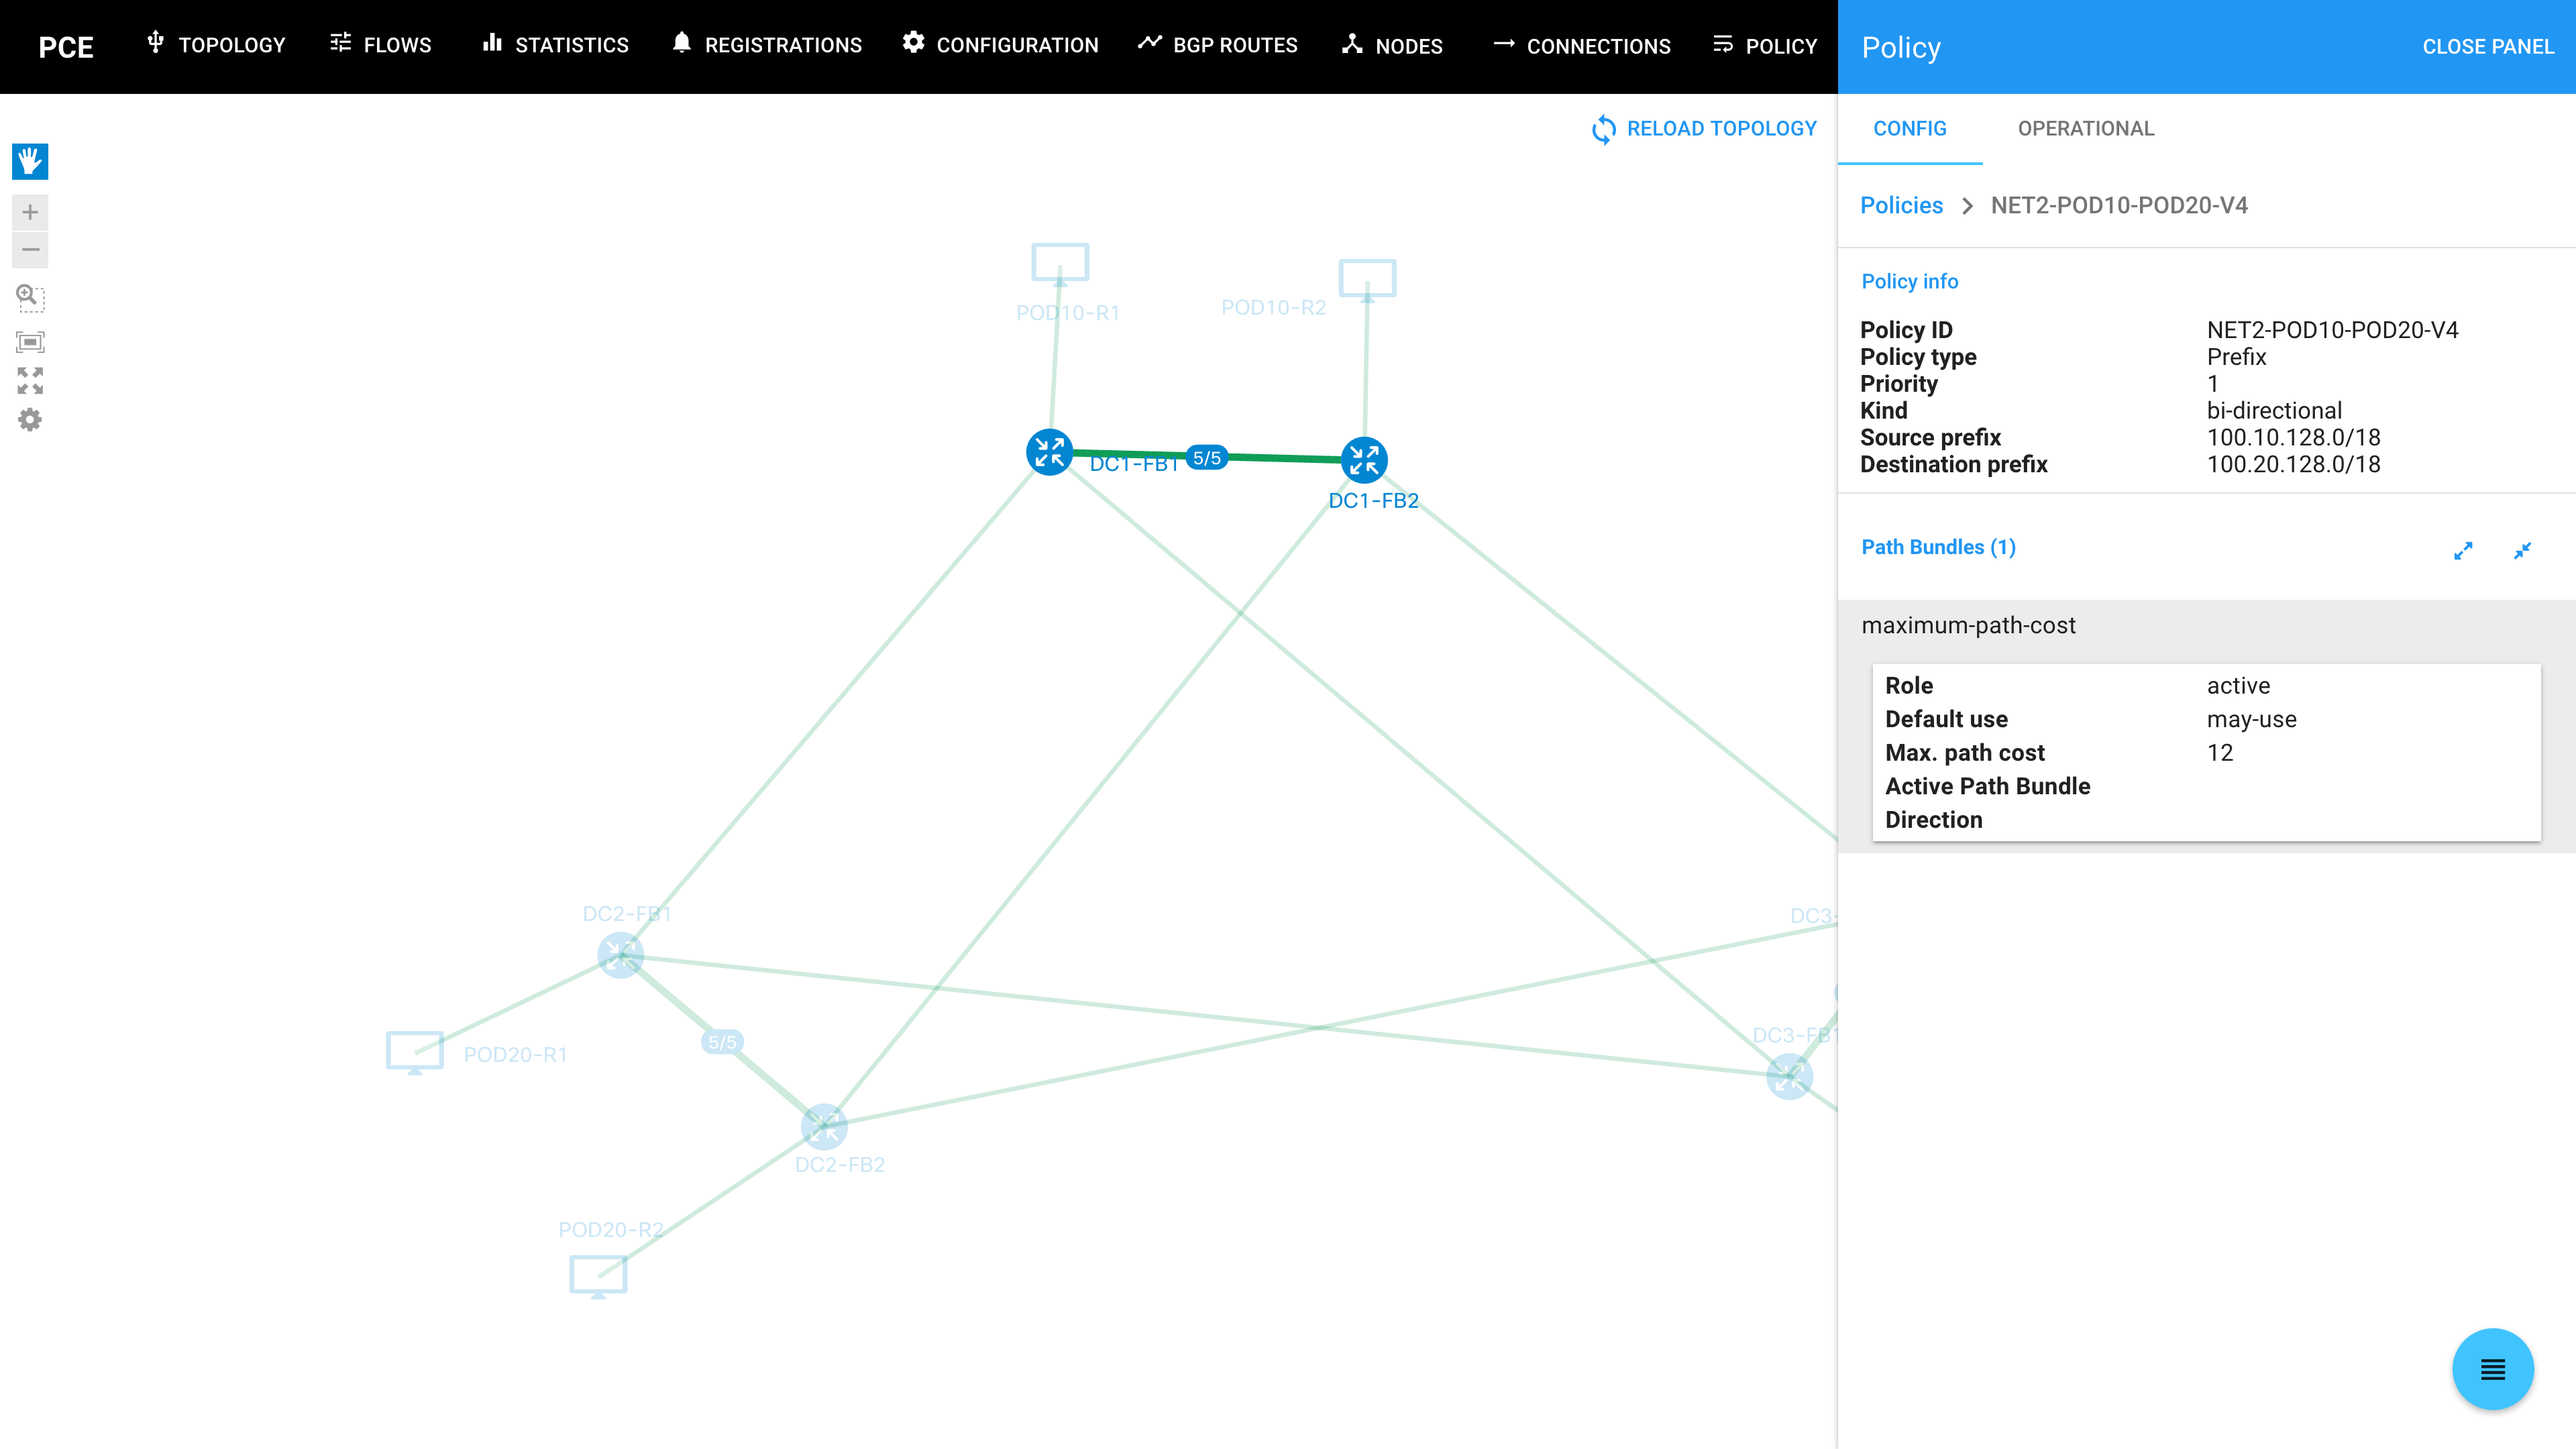 PCE
TOPOLOGY
FLOWS
STATISTICS
REGISTRATIONS
CONFIGURATION
BGP ROUTES
NODES
CONNECTIONS
POLICY
Policy
CLOSE PANEL
RELOAD TOPOLOGY
CONFIG
OPERATIONAL
Policies > NET2-POD10-POD20-V4
Policy info
Policy ID NET2-POD10-POD20-V4
Policy type Prefix
Priority 1
Kind bi-directional
Source prefix 100.10.128.0/18
Destination prefix 100.20.128.0/18
Path Bundles (1)
maximum-path-cost
Role active
Default use may-use
Max. path cost 12
Active Path Bundle
Direction
POD10-R1
POD10-R2
DC1-FB1
5/5
DC1-FB2
DC2-FB1
DC3-
POD20-R1
5/5
DC3-FB1
DC2-FB2
POD20-R2